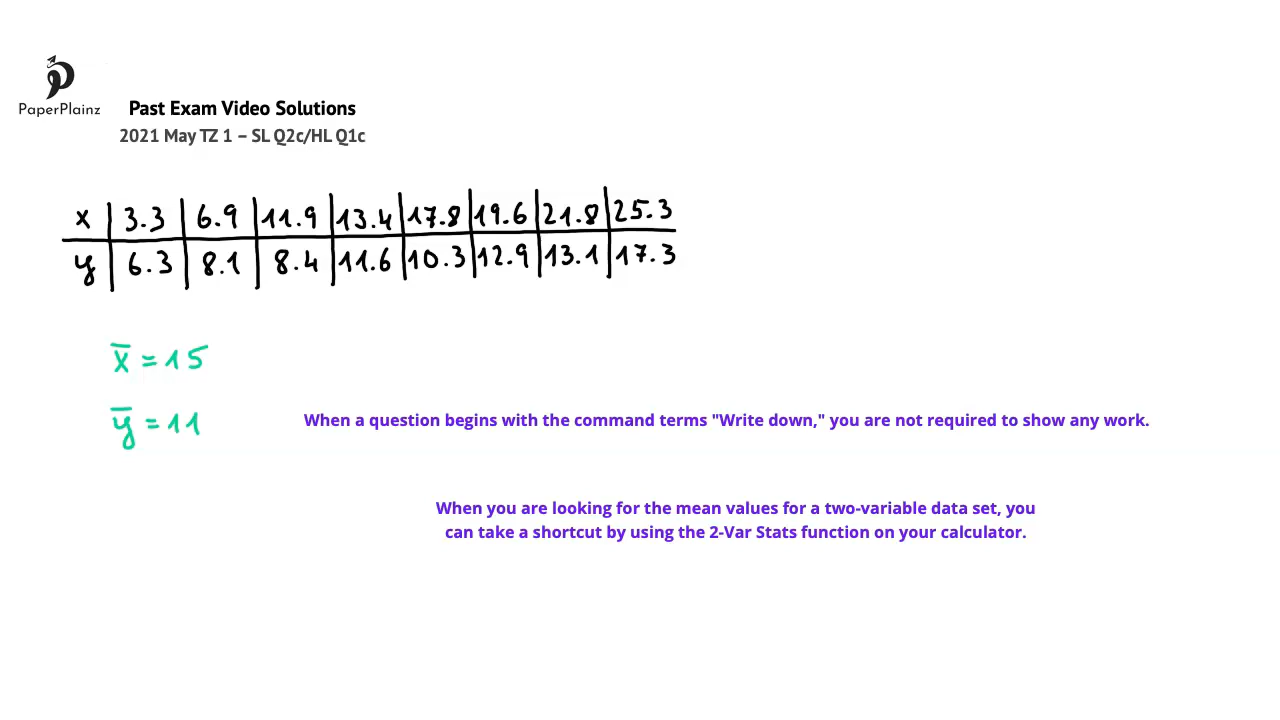 PaperPlainz
Past Exam Video Solutions
2021 May TZ 1 – SL Q2c/HL Q1c
x 3.3 6.9 11.9 13.4 17.8 19.6 21.8 25.3
y 6.3 8.1 8.4 11.6 10.3 12.9 13.1 17.3
x̄ = 15
ȳ = 11
When a question begins with the command terms "Write down," you are not required to show any work.
When you are looking for the mean values for a two-variable data set, you
can take a shortcut by using the 2-Var Stats function on your calculator.